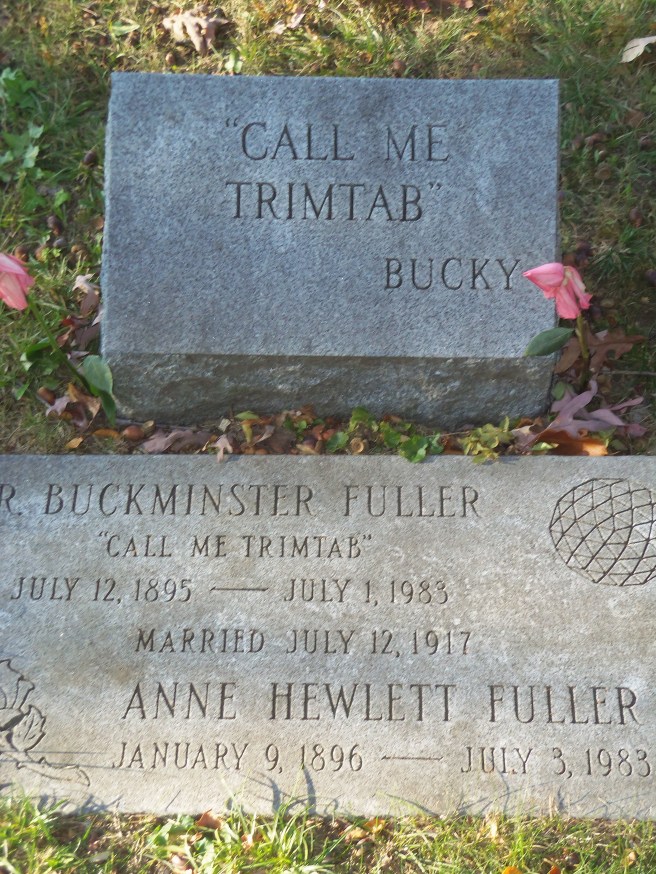 "CALL ME
TRIMTAB"
BUCKY
R. BUCKMINSTER FULLER
"CALL ME TRIMTAB"
JULY 12, 1895 — JULY 1, 1983
MARRIED JULY 12, 1917
ANNE HEWLETT FULLER
JANUARY 9, 1896 — JULY 3, 1983